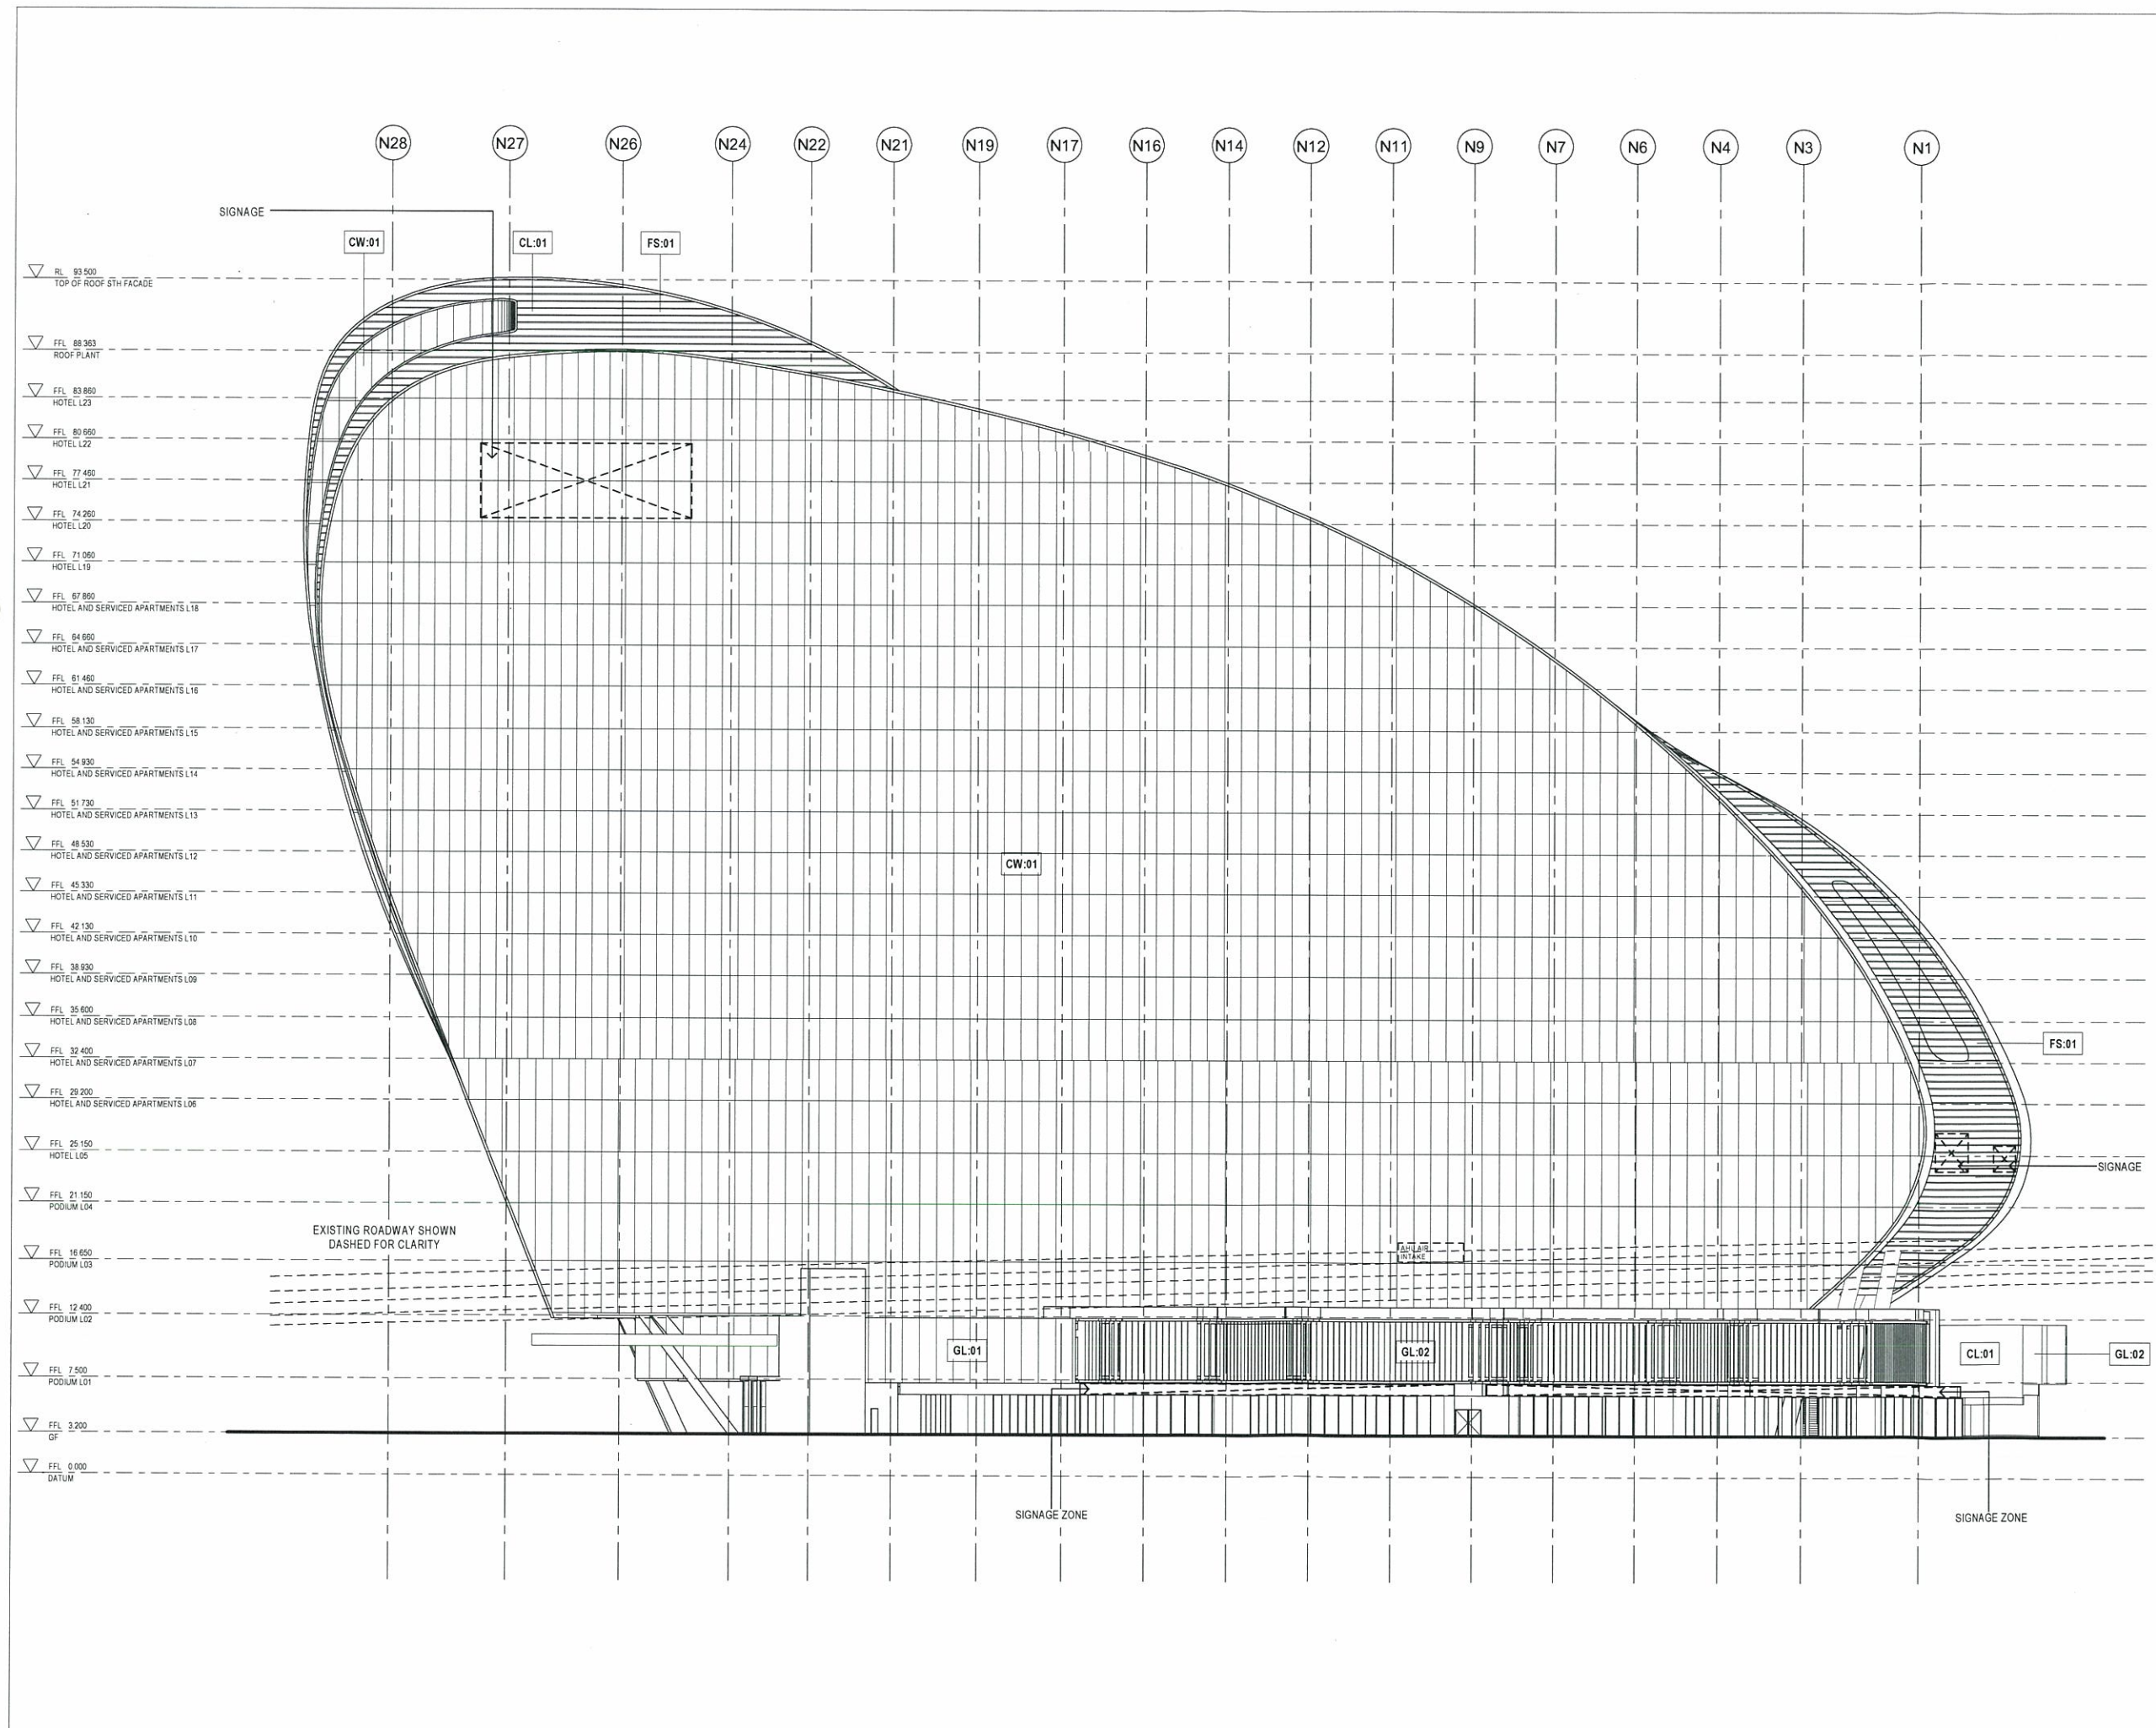 N28 N27 N26 N24 N22 N21 N19 N17 N16 N14 N12 N11 N9 N7 N6 N4 N3 N1
SIGNAGE
CW:01 CL:01 FS:01
RL 93.500
TOP OF ROOF STH FACADE
FFL 88.363
ROOF PLANT
FFL 83.860
HOTEL L23
FFL 80.660
HOTEL L22
FFL 77.460
HOTEL L21
FFL 74.260
HOTEL L20
FFL 71.060
HOTEL L19
FFL 67.860
HOTEL AND SERVICED APARTMENTS L18
FFL 64.660
HOTEL AND SERVICED APARTMENTS L17
FFL 61.460
HOTEL AND SERVICED APARTMENTS L16
FFL 58.130
HOTEL AND SERVICED APARTMENTS L15
FFL 54.930
HOTEL AND SERVICED APARTMENTS L14
FFL 51.730
HOTEL AND SERVICED APARTMENTS L13
FFL 48.530
HOTEL AND SERVICED APARTMENTS L12
CW:01
FFL 45.330
HOTEL AND SERVICED APARTMENTS L11
FFL 42.130
HOTEL AND SERVICED APARTMENTS L10
FFL 38.930
HOTEL AND SERVICED APARTMENTS L09
FFL 35.600
HOTEL AND SERVICED APARTMENTS L08
FS:01
FFL 32.400
HOTEL AND SERVICED APARTMENTS L07
FFL 29.200
HOTEL AND SERVICED APARTMENTS L06
FFL 25.150
HOTEL L05
SIGNAGE
FFL 21.150
PODIUM L04
EXISTING ROADWAY SHOWN
DASHED FOR CLARITY
FFL 16.650
PODIUM L03
AHU AIR
INTAKE
FFL 12.400
PODIUM L02
GL:01 GL:02 CL:01 GL:02
FFL 7.500
PODIUM L01
FFL 3.200
GF
FFL 0.000
DATUM
SIGNAGE ZONE
SIGNAGE ZONE